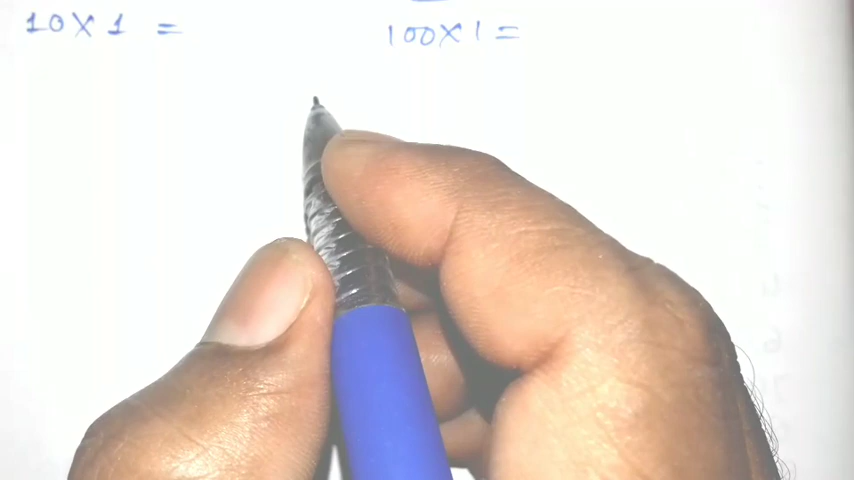 10 X 1 =
100 X 1 =